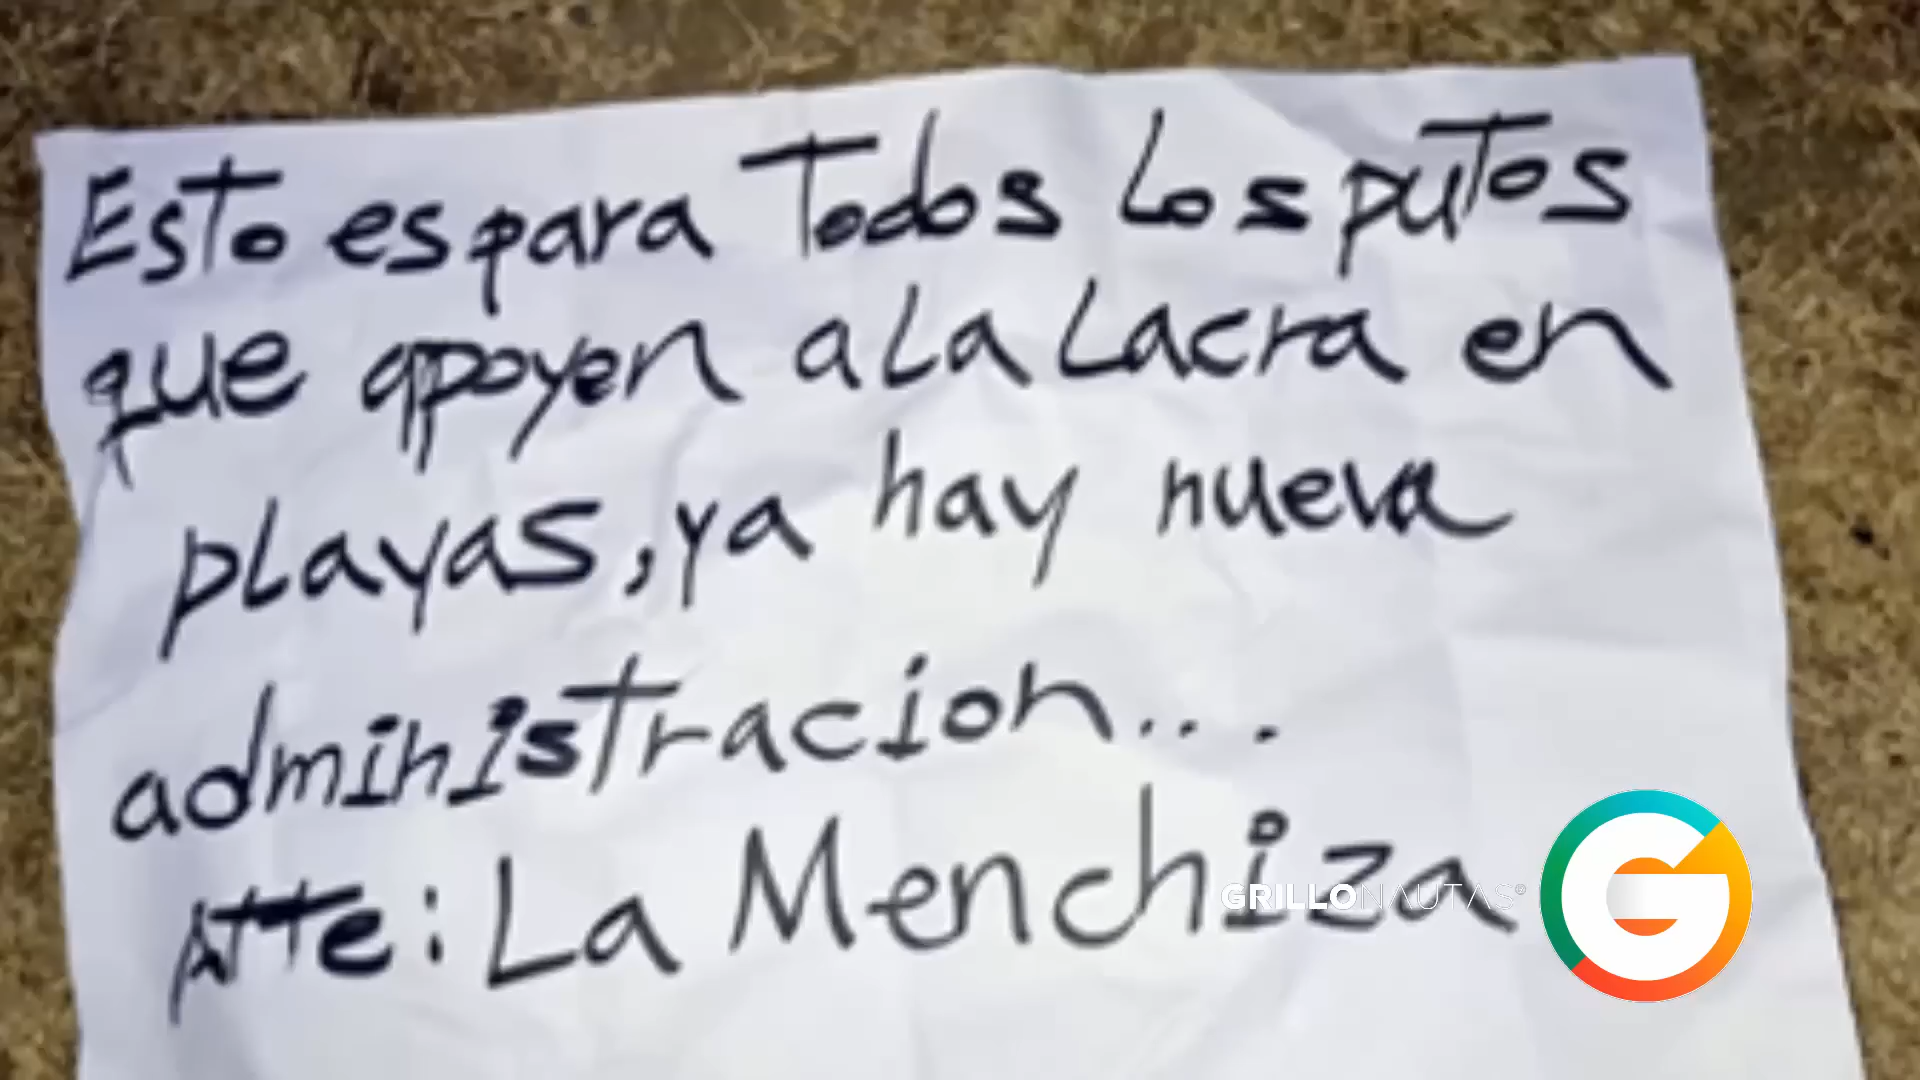 Esto es para Todos Los putos
que apoyen a la Lacra en
playas, ya hay nueva
administracion...
Atte: La Menchiza
GRILLONAUTAS®